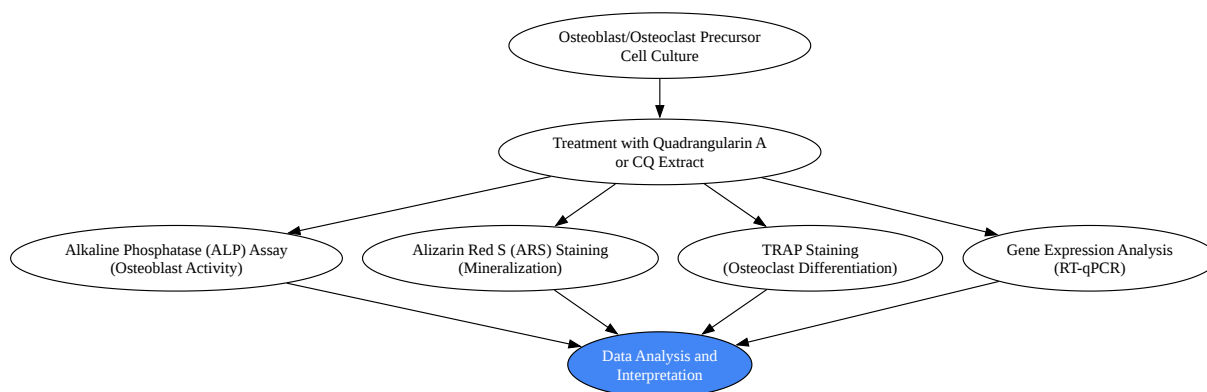 Osteoblast/Osteoclast Precursor
Cell Culture
Treatment with Quadrangularin A
or CQ Extract
Alkaline Phosphatase (ALP) Assay
(Osteoblast Activity)
Alizarin Red S (ARS) Staining
(Mineralization)
TRAP Staining
(Osteoclast Differentiation)
Gene Expression Analysis
(RT-qPCR)
Data Analysis and
Interpretation